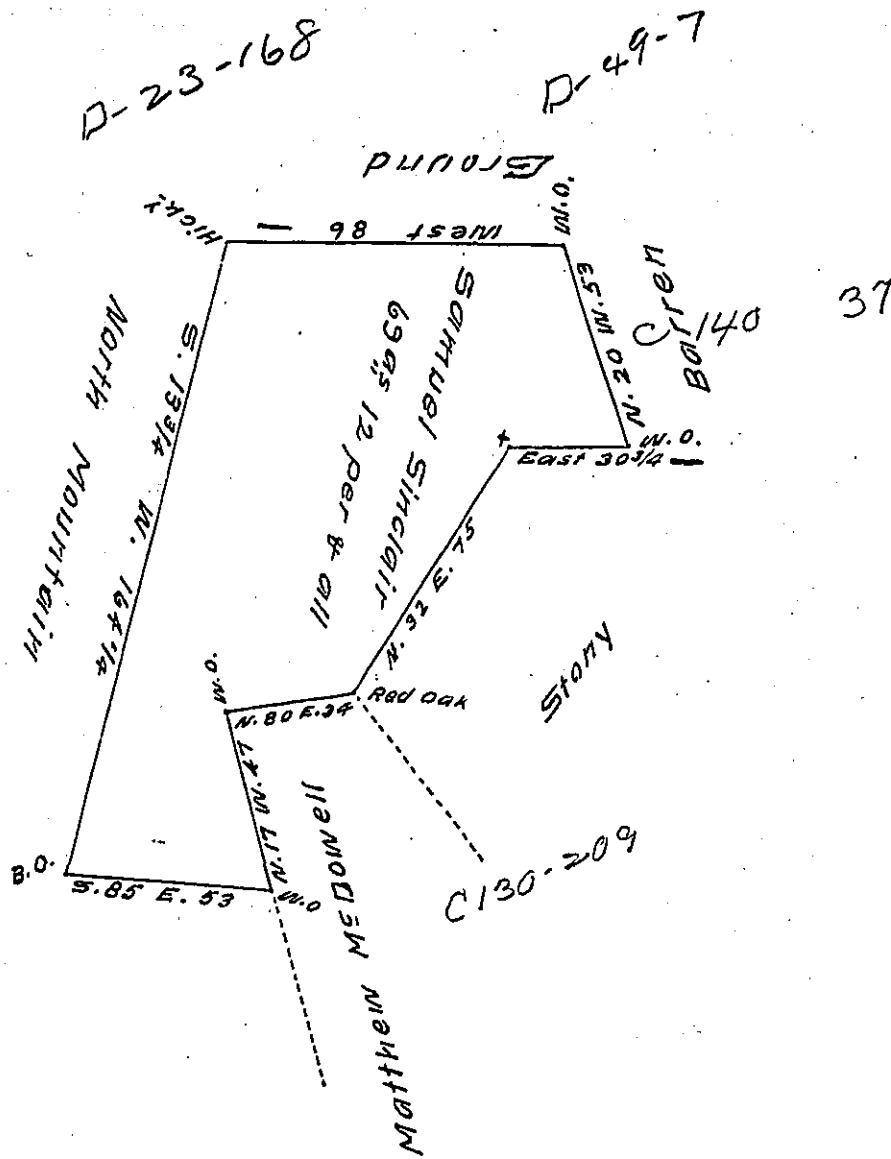 D-23-168
D-49-7
Ground
W.O.
Hick.y
West 86
N. 20 W. 53
Barren
C 140
37
North Mountain
S. 13 3/4 W. 164 1/4
Samuel Sinclair
69 as 12 per & all
x
W.O.
East 30 3/4
N. 32 E. 75
Stony
W.O.
N. 80 E. 34
Red Oak
N. 17 W. 47
B.O.
S. 85 E. 53
W.O
Matthew McDowell
C130-209